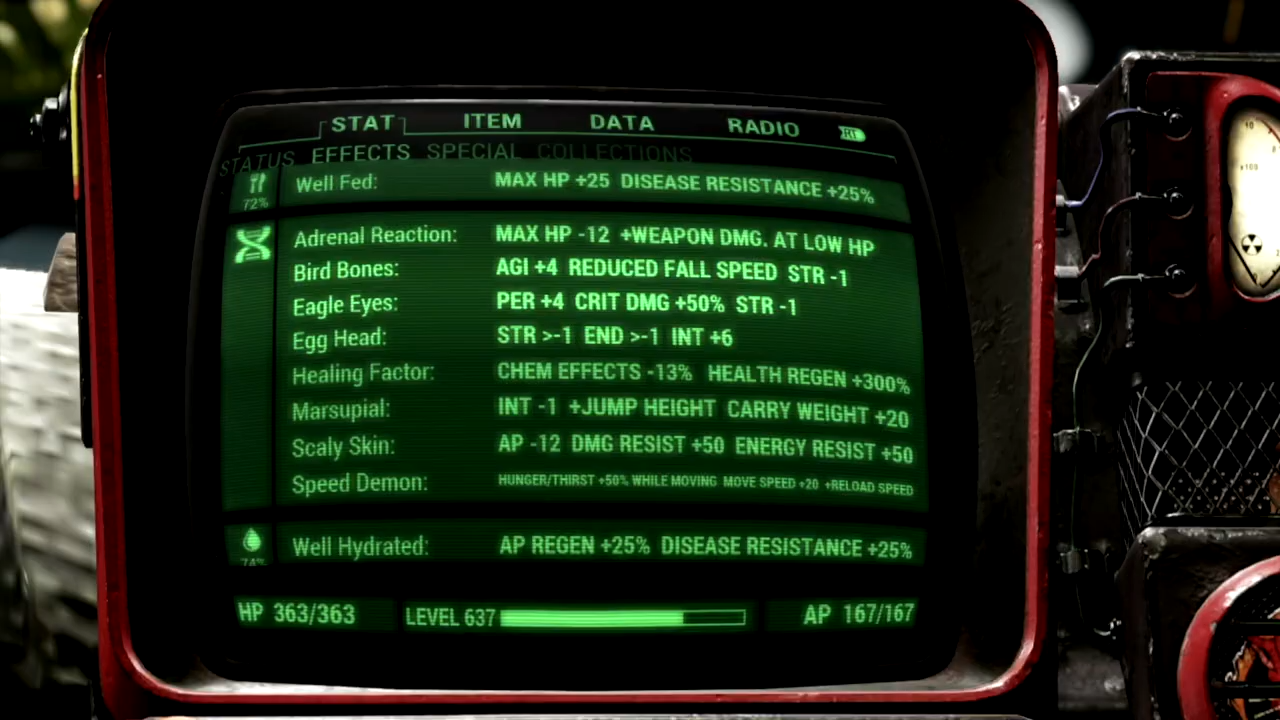 STAT ITEM DATA RADIO RT
STATUS EFFECTS SPECIAL COLLECTIONS
72% Well Fed: MAX HP +25 DISEASE RESISTANCE +25%
Adrenal Reaction: MAX HP -12 +WEAPON DMG. AT LOW HP
Bird Bones: AGI +4 REDUCED FALL SPEED STR -1
Eagle Eyes: PER +4 CRIT DMG +50% STR -1
Egg Head: STR >-1 END >-1 INT +6
Healing Factor: CHEM EFFECTS -13% HEALTH REGEN +300%
Marsupial: INT -1 +JUMP HEIGHT CARRY WEIGHT +20
Scaly Skin: AP -12 DMG RESIST +50 ENERGY RESIST +50
Speed Demon: HUNGER/THIRST +50% WHILE MOVING MOVE SPEED +20 +RELOAD SPEED
74% Well Hydrated: AP REGEN +25% DISEASE RESISTANCE +25%
HP 363/363 LEVEL 637 AP 167/167
10
x100